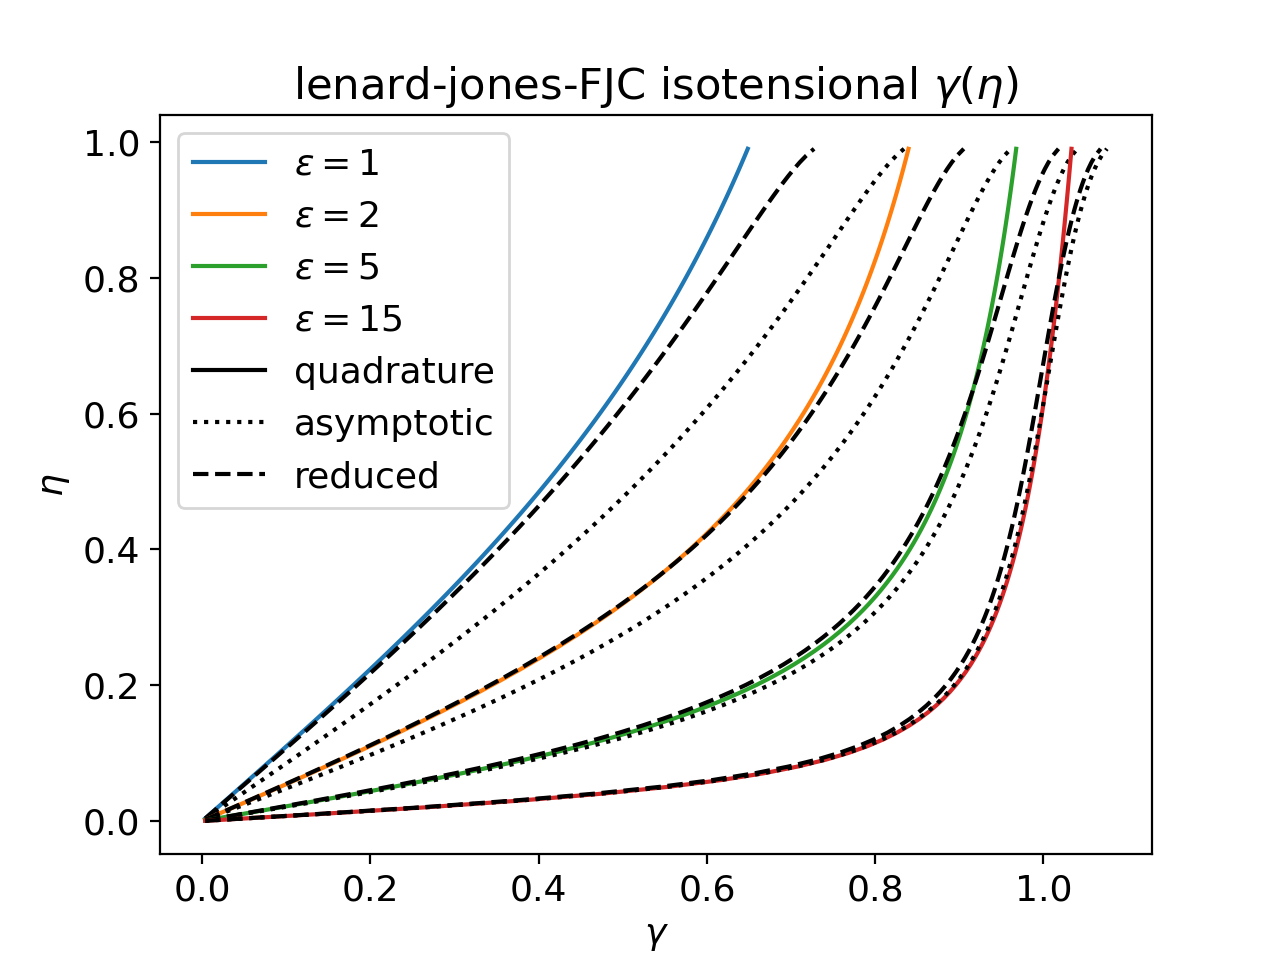 lenard-jones-FJC isotensional γ(η)
1.0
0.8
0.6
0.4
0.2
0.0
η
ε = 1
ε = 2
ε = 5
ε = 15
quadrature
asymptotic
reduced
0.0 0.2 0.4 0.6 0.8 1.0
γ